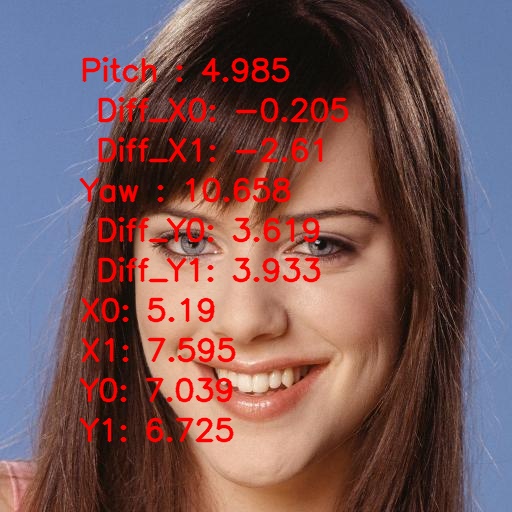 Pitch : 4.985
Diff_X0: -0.205
Diff_X1: -2.61
Yaw : 10.658
Diff_Y0: 3.619
Diff_Y1: 3.933
X0: 5.19
X1: 7.595
Y0: 7.039
Y1: 6.725